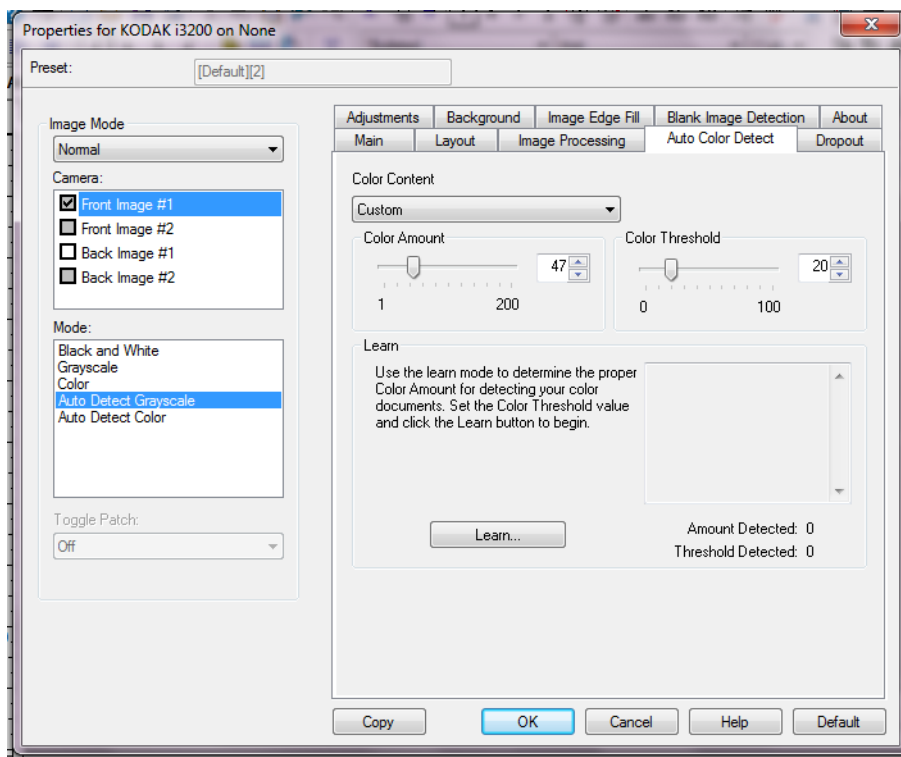 Properties for KODAK i3200 on None
Preset:
[Default][2]
Image Mode
Normal
Camera:
Front Image #1
Front Image #2
Back Image #1
Back Image #2
Mode:
Black and White
Grayscale
Color
Auto Detect Grayscale
Auto Detect Color
Toggle Patch:
Off
Adjustments Background Image Edge Fill Blank Image Detection About
Main Layout Image Processing Auto Color Detect Dropout
Color Content
Custom
Color Amount
47
1 200
Color Threshold
20
0 100
Learn
Use the learn mode to determine the proper
Color Amount for detecting your color
documents. Set the Color Threshold value
and click the Learn button to begin.
Learn...
Amount Detected: 0
Threshold Detected: 0
Copy OK Cancel Help Default